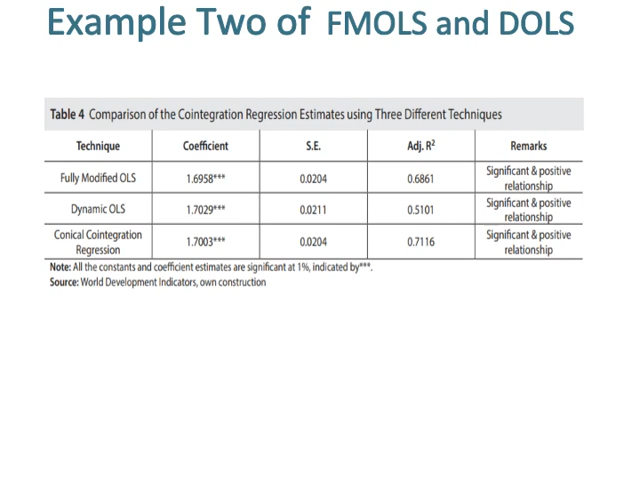 Example Two of FMOLS and DOLS
Table 4 Comparison of the Cointegration Regression Estimates using Three Different Techniques
Technique Coefficient S.E. Adj. R² Remarks
Fully Modified OLS 1.6958*** 0.0204 0.6861 Significant & positive
relationship
Dynamic OLS 1.7029*** 0.0211 0.5101 Significant & positive
relationship
Conical Cointegration
Regression 1.7003*** 0.0204 0.7116 Significant & positive
relationship
Note: All the constants and coefficient estimates are significant at 1%, indicated by***.
Source: World Development Indicators, own construction